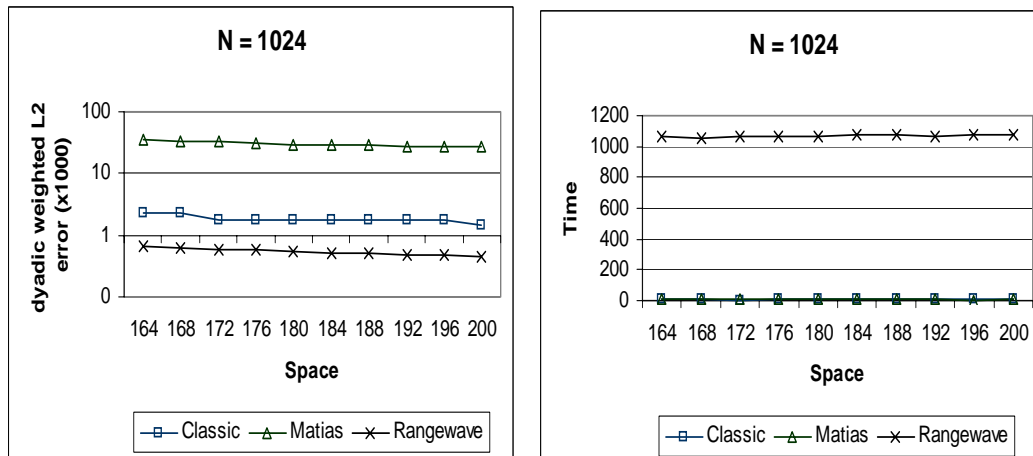 N = 1024
dyadic weighted L2
error (x1000)
100
10
1
0
164 168 172 176 180 184 188 192 196 200
Space
Classic Matias Rangewave
N = 1024
Time
1200
1000
800
600
400
200
0
164 168 172 176 180 184 188 192 196 200
Space
Classic Matias Rangewave